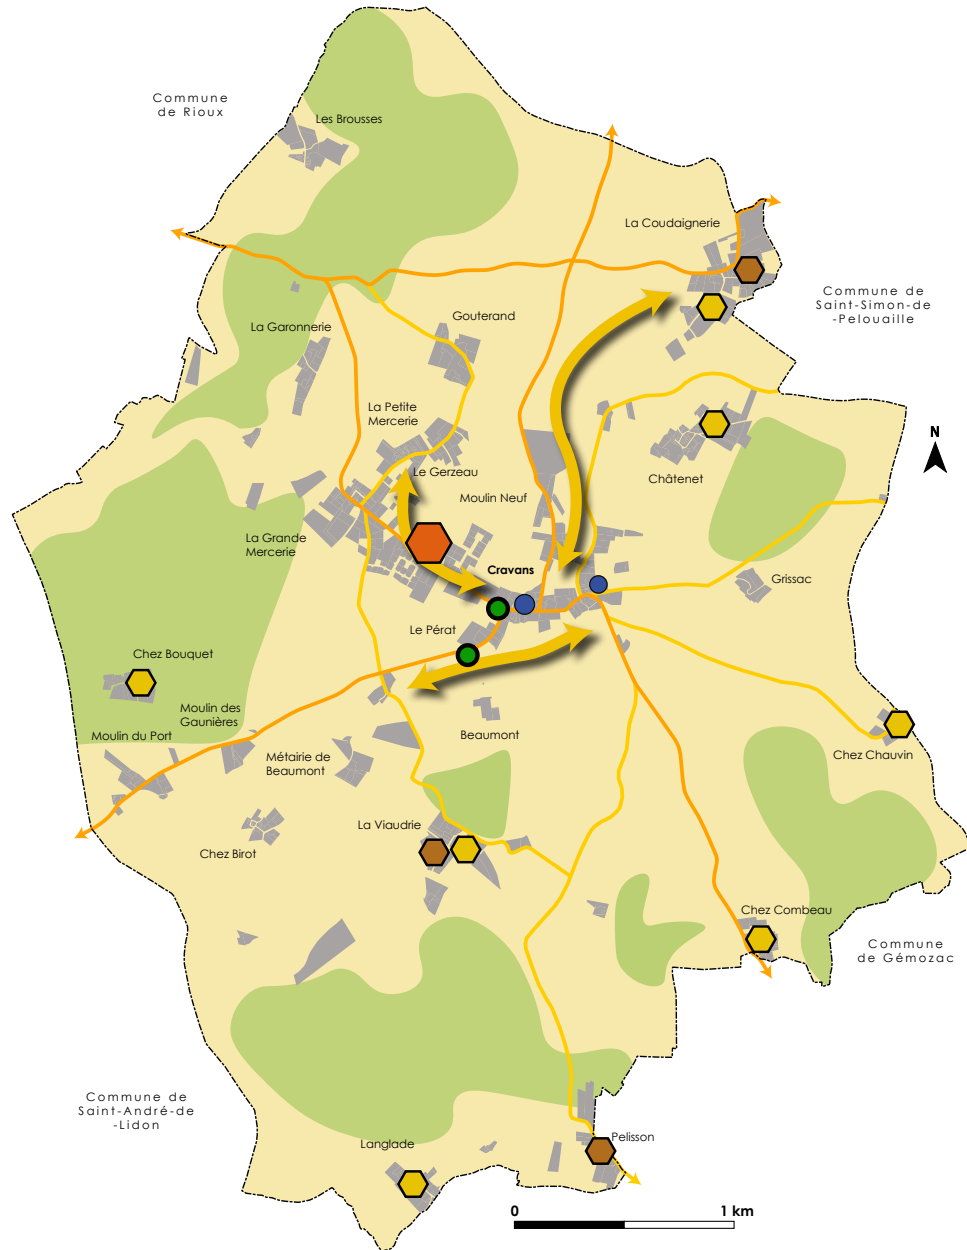 Commune
de Rioux
Les Brousses
La Coudaignerie
Commune de
Saint-Simon-de
-Pelouaille
La Garonnerie
Gouterand
La Petite
Mercerie
Le Gerzeau
Moulin Neuf
Châtenet
N
La Grande
Mercerie
Cravans
Grissac
Le Pérat
Chez Bouquet
Moulin des
Gaunières
Moulin du Port
Beaumont
Métairie de
Beaumont
Chez Chauvin
La Viaudrie
Chez Birot
Chez Combeau
Commune
de Gémozac
Commune de
Saint-André-de
-Lidon
Langlade
Pelisson
0 1 km